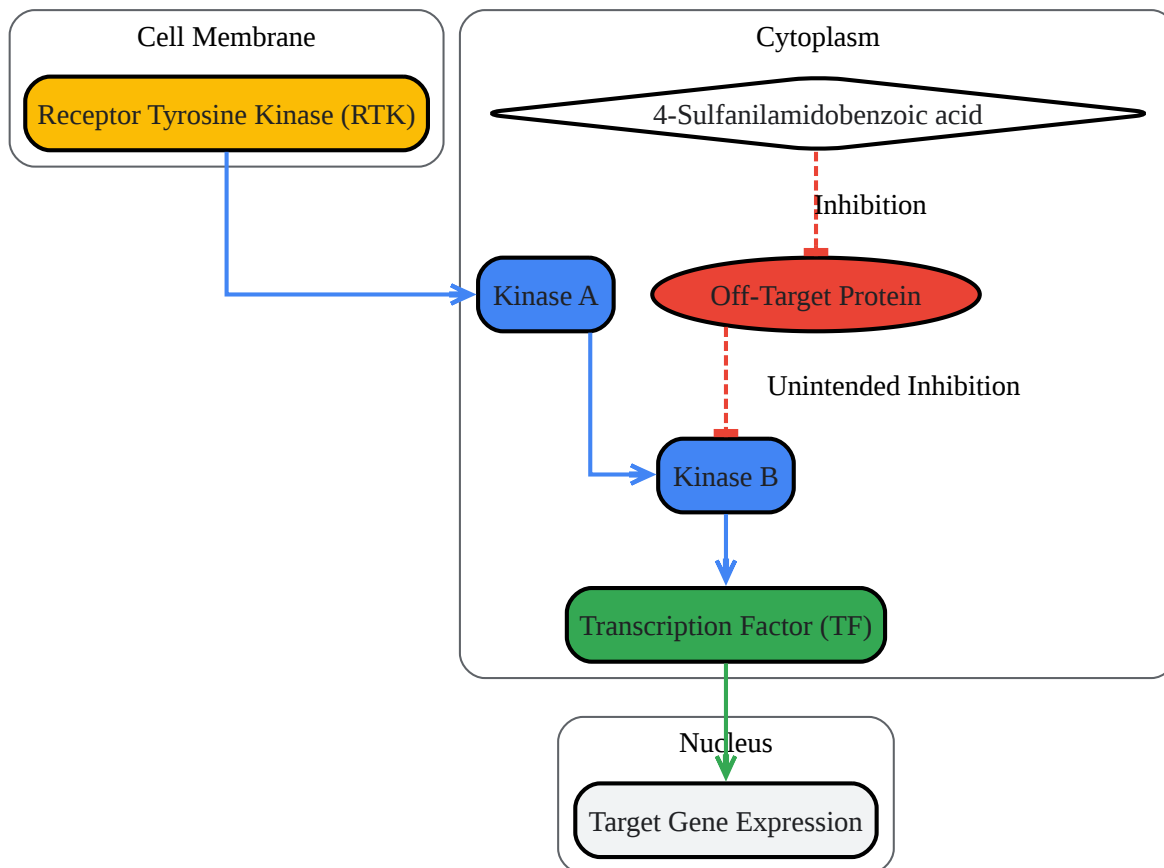 Cell Membrane
Cytoplasm
Receptor Tyrosine Kinase (RTK)
4-Sulfanilamidobenzoic acid
Inhibition
Kinase A
Off-Target Protein
Unintended Inhibition
Kinase B
Transcription Factor (TF)
Nucleus
Target Gene Expression